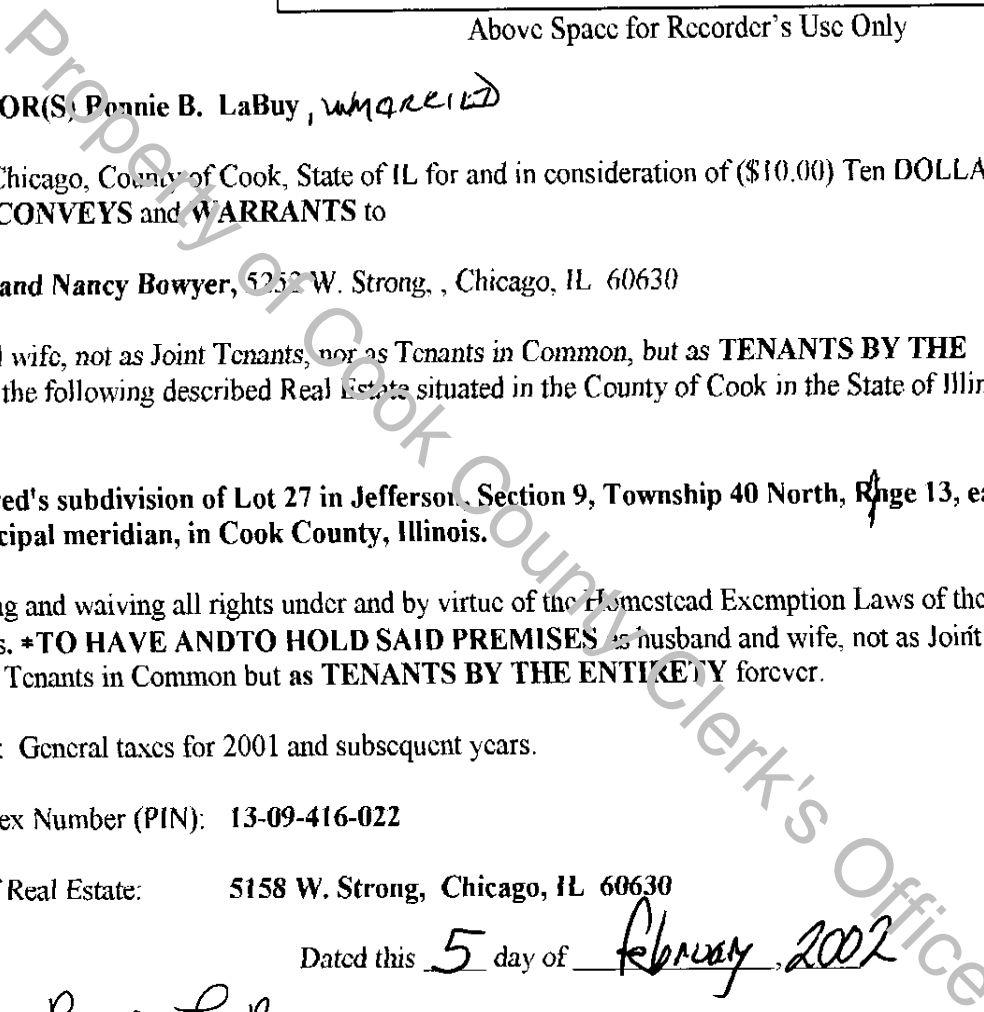 Above Space for Recorder's Use Only
OR(S) Bonnie B. LaBuy, UNMARRIED
Chicago, County of Cook, State of IL for and in consideration of ($10.00) Ten DOLLA
CONVEYS and WARRANTS to
and Nancy Bowyer, W. Strong, , Chicago, IL 60630
wife, not as Joint Tenants, nor as Tenants in Common, but as TENANTS BY THE
the following described Real Estate situated in the County of Cook in the State of Illin
ed's subdivision of Lot 27 in Jefferson, Section 9, Township 40 North, Rnge 13, ea
cipal meridian, in Cook County, Illinois.
ng and waiving all rights under and by virtue of the Homestead Exemption Laws of the
s. *TO HAVE ANDTO HOLD SAID PREMISES as husband and wife, not as Joint
Tenants in Common but as TENANTS BY THE ENTIRETY forever.
: General taxes for 2001 and subsequent years.
ex Number (PIN): 13-09-416-022
Real Estate: 5158 W. Strong, Chicago, IL 60630
Dated this 5 day of February, 2002
Property of Cook County Clerk's Office